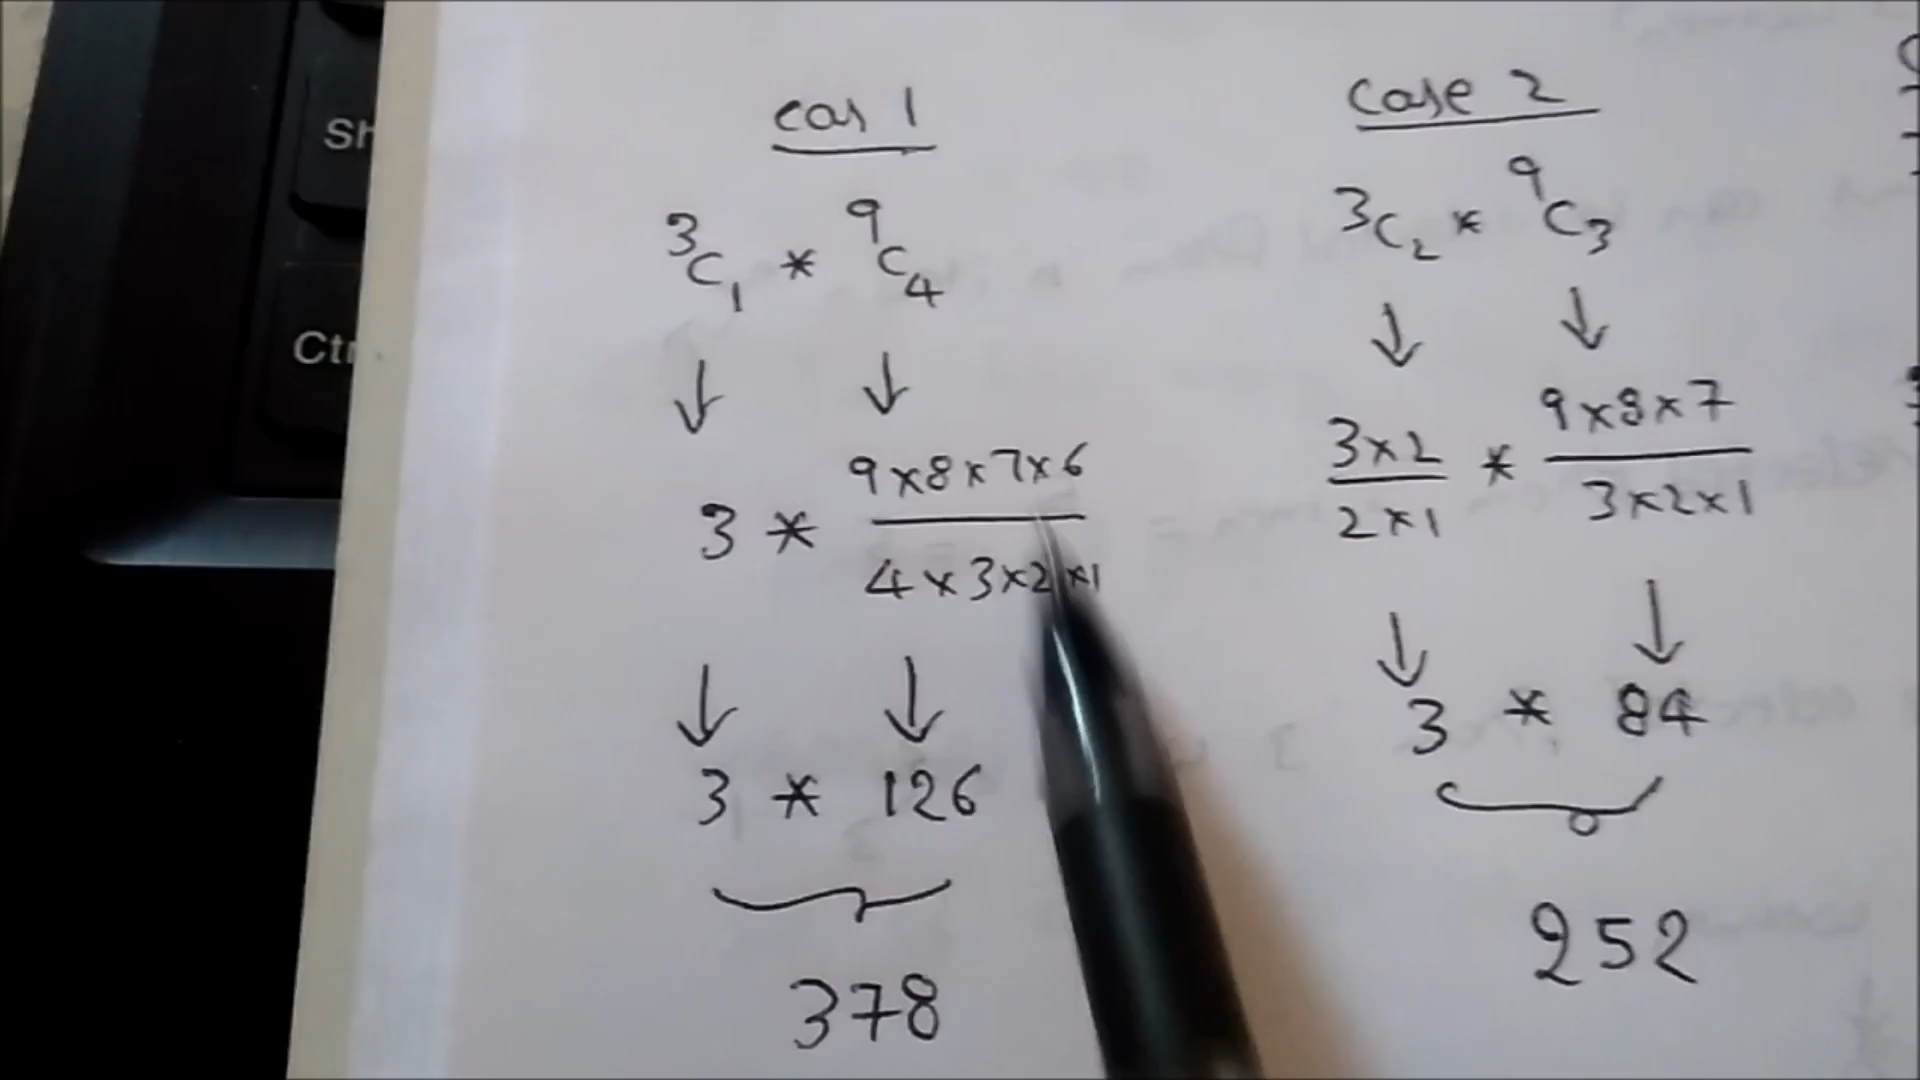 Sh
Ctr
cas 1
³C₁ * ⁹C₄
↓ ↓
3 * 9×8×7×6 / 4×3×2×1
↓ ↓
3 * 126
378
Case 2
³C₂ * ⁹C₃
↓ ↓
3×2 / 2×1 * 9×8×7 / 3×2×1
↓ ↓
3 * 84
252